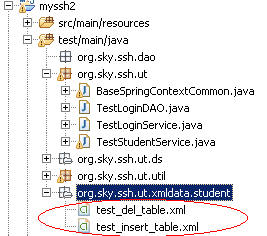 myssh2
src/main/resources
test/main/java
org.sky.ssh.dao
org.sky.ssh.ut
BaseSpringContextCommon.java
TestLoginDAO.java
TestLoginService.java
TestStudentService.java
org.sky.ssh.ut.ds
org.sky.ssh.ut.util
org.sky.ssh.ut.xmldata.student
test_del_table.xml
test_insert_table.xml